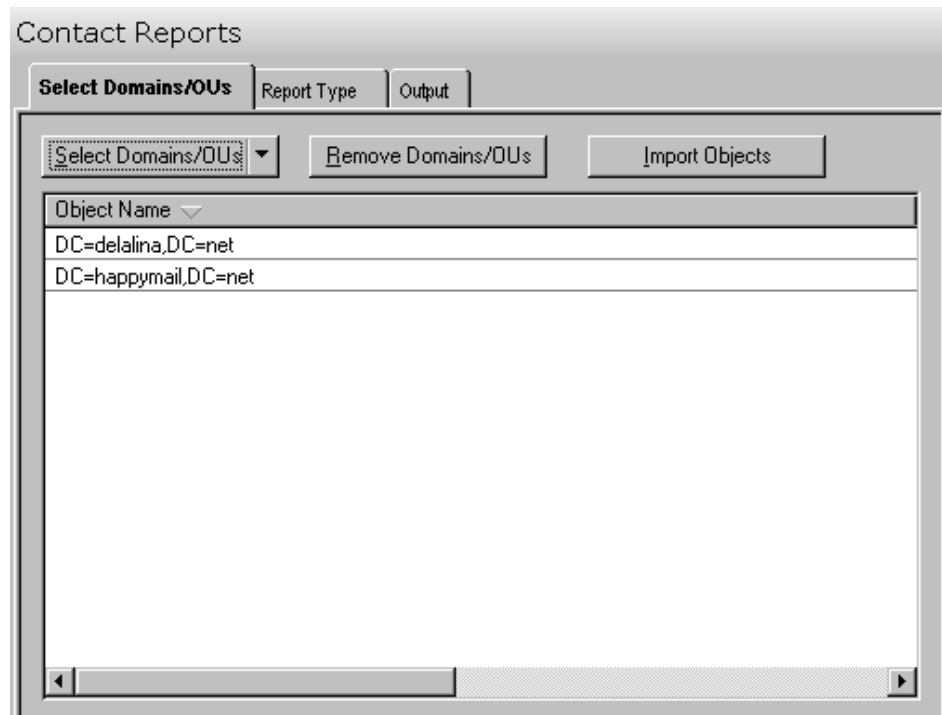 Contact Reports
Select Domains/OUs Report Type Output
Select Domains/OUs Remove Domains/OUs Import Objects
Object Name
DC=delalina,DC=net
DC=happymail,DC=net